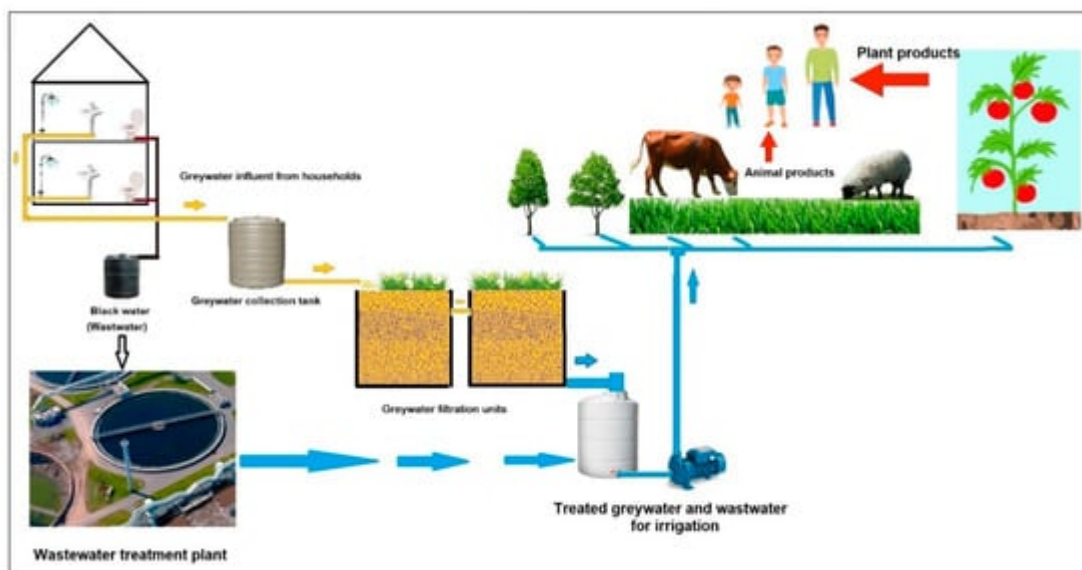 Plant products
Animal products
Greywater influent from households
Greywater collection tank
Black water
(Wastwater)
Greywater filtration units
Treated greywater and wastwater
for irrigation
Wastewater treatment plant